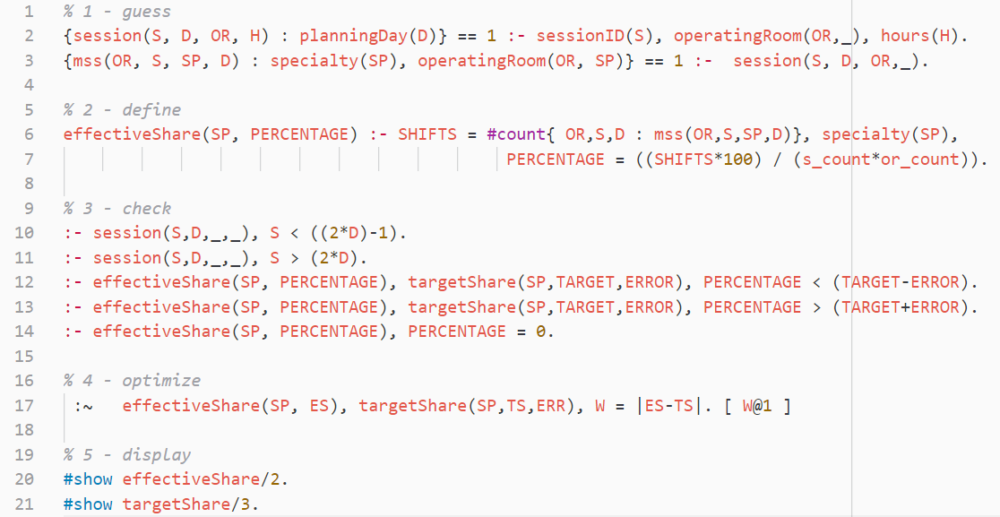 1 % 1 - guess
2 {session(S, D, OR, H) : planningDay(D)} == 1 :- sessionID(S), operatingRoom(OR,_), hours(H).
3 {mss(OR, S, SP, D) : specialty(SP), operatingRoom(OR, SP)} == 1 :-  session(S, D, OR,_).
4
5 % 2 - define
6 effectiveShare(SP, PERCENTAGE) :- SHIFTS = #count{ OR,S,D : mss(OR,S,SP,D)}, specialty(SP),
7 PERCENTAGE = ((SHIFTS*100) / (s_count*or_count)).
8
9 % 3 - check
10 :- session(S,D,_,_), S < ((2*D)-1).
11 :- session(S,D,_,_), S > (2*D).
12 :- effectiveShare(SP, PERCENTAGE), targetShare(SP,TARGET,ERROR), PERCENTAGE < (TARGET-ERROR).
13 :- effectiveShare(SP, PERCENTAGE), targetShare(SP,TARGET,ERROR), PERCENTAGE > (TARGET+ERROR).
14 :- effectiveShare(SP, PERCENTAGE), PERCENTAGE = 0.
15
16 % 4 - optimize
17 :~   effectiveShare(SP, ES), targetShare(SP,TS,ERR), W = |ES-TS|. [ W@1 ]
18
19 % 5 - display
20 #show effectiveShare/2.
21 #show targetShare/3.